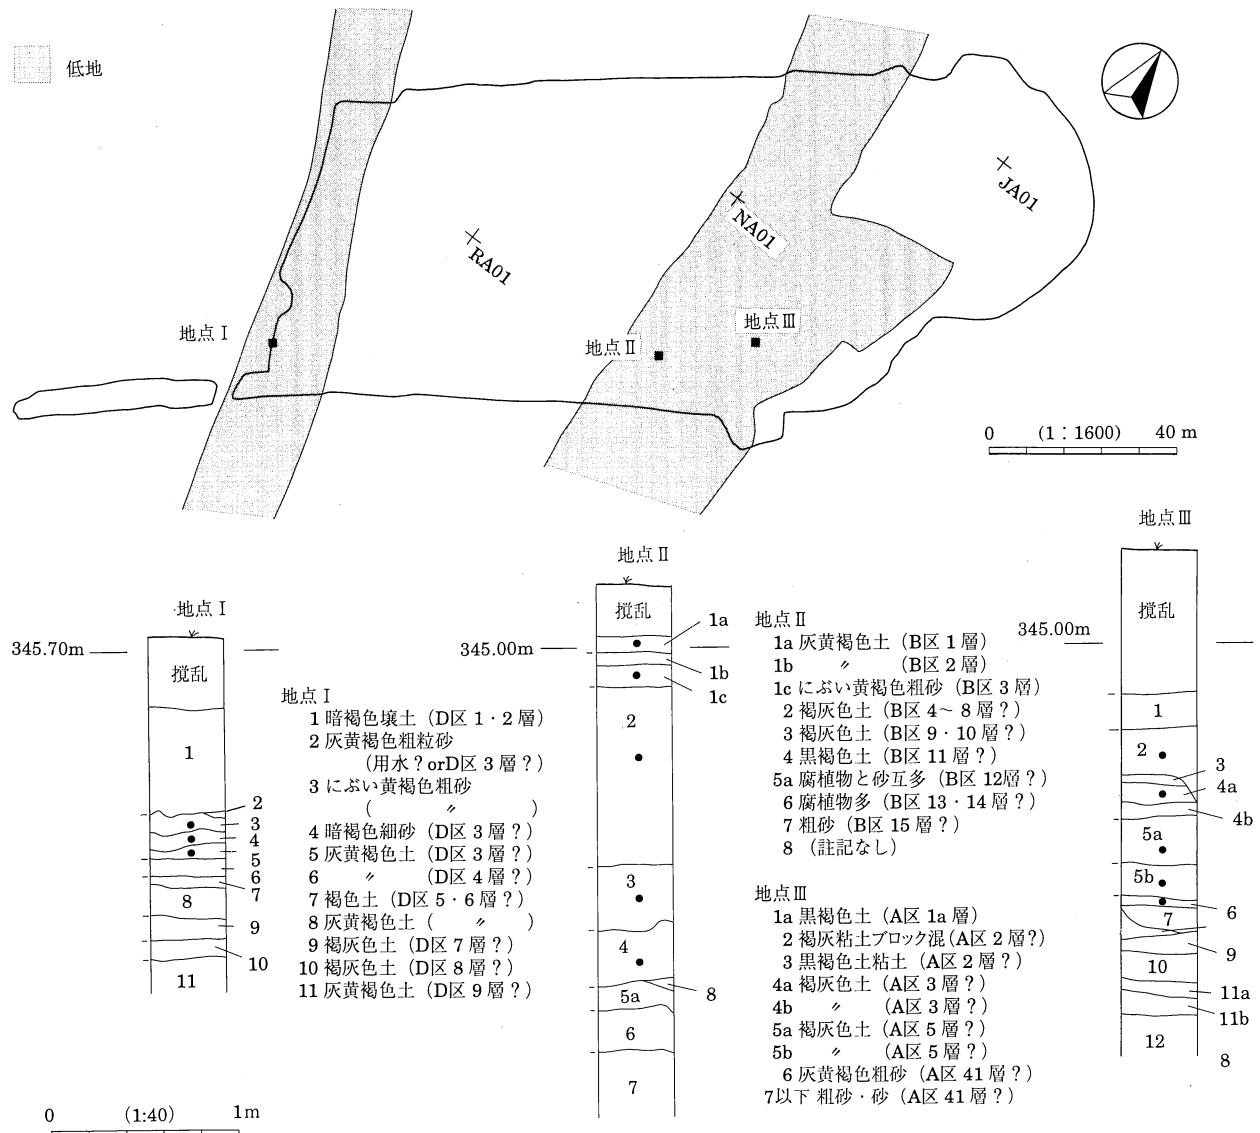 低地
JA01
NA01
RA01
地点Ⅰ
地点Ⅱ
地点Ⅲ
0 (1:1600) 40 m
地点Ⅰ
345.70m
攪乱
1
2
3
4
5
6
7
8
9
10
11
地点Ⅰ
1 暗褐色壌土(D区 1・2 層)
2 灰黄褐色粗粒砂
(用水?orD区 3 層?)
3 にぶい黄褐色粗砂
( 〃 )
4 暗褐色細砂(D区 3 層?)
5 灰黄褐色土(D区 3 層?)
6 〃 (D区 4 層?)
7 褐色土(D区 5・6 層?)
8 灰黄褐色土( 〃 )
9 褐灰色土(D区 7 層?)
10 褐灰色土(D区 8 層?)
11 灰黄褐色土(D区 9 層?)
0 (1:40) 1m
地点Ⅱ
345.00m
攪乱
1a
1b
1c
2
3
4
8
5a
6
7
地点Ⅱ
1a 灰黄褐色土(B区 1 層)
1b 〃 (B区 2 層)
1c にぶい黄褐色粗砂(B区 3 層)
2 褐灰色土(B区 4~ 8 層?)
3 褐灰色土(B区 9・10 層?)
4 黒褐色土(B区 11 層?)
5a 腐植物と砂互多(B区 12層?)
6 腐植物多(B区 13・14 層?)
7 粗砂(B区 15 層?)
8 (註記なし)
地点Ⅲ
1a 黒褐色土(A区 1a 層)
2 褐灰粘土ブロック混(A区 2 層?)
3 黒褐色土粘土(A区 2 層?)
4a 褐灰色土(A区 3 層?)
4b 〃 (A区 3 層?)
5a 褐灰色土(A区 5 層?)
5b 〃 (A区 5 層?)
6 灰黄褐色粗砂(A区 41 層?)
7以下 粗砂・砂(A区 41 層?)
地点Ⅲ
345.00m
攪乱
1
2
3
4a
4b
5a
5b
6
7
9
10
11a
11b
12
8